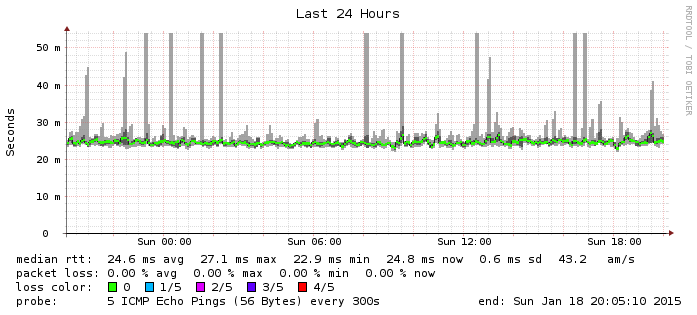 Last 24 Hours
RRDTOOL / TOBI OETIKER
Seconds
50 m
40 m
30 m
20 m
10 m
0
Sun 00:00 Sun 06:00 Sun 12:00 Sun 18:00
median rtt: 24.6 ms avg 27.1 ms max 22.9 ms min 24.8 ms now 0.6 ms sd 43.2 am/s
packet loss: 0.00 % avg 0.00 % max 0.00 % min 0.00 % now
loss color: 0 1/5 2/5 3/5 4/5
probe: 5 ICMP Echo Pings (56 Bytes) every 300s end: Sun Jan 18 20:05:10 2015